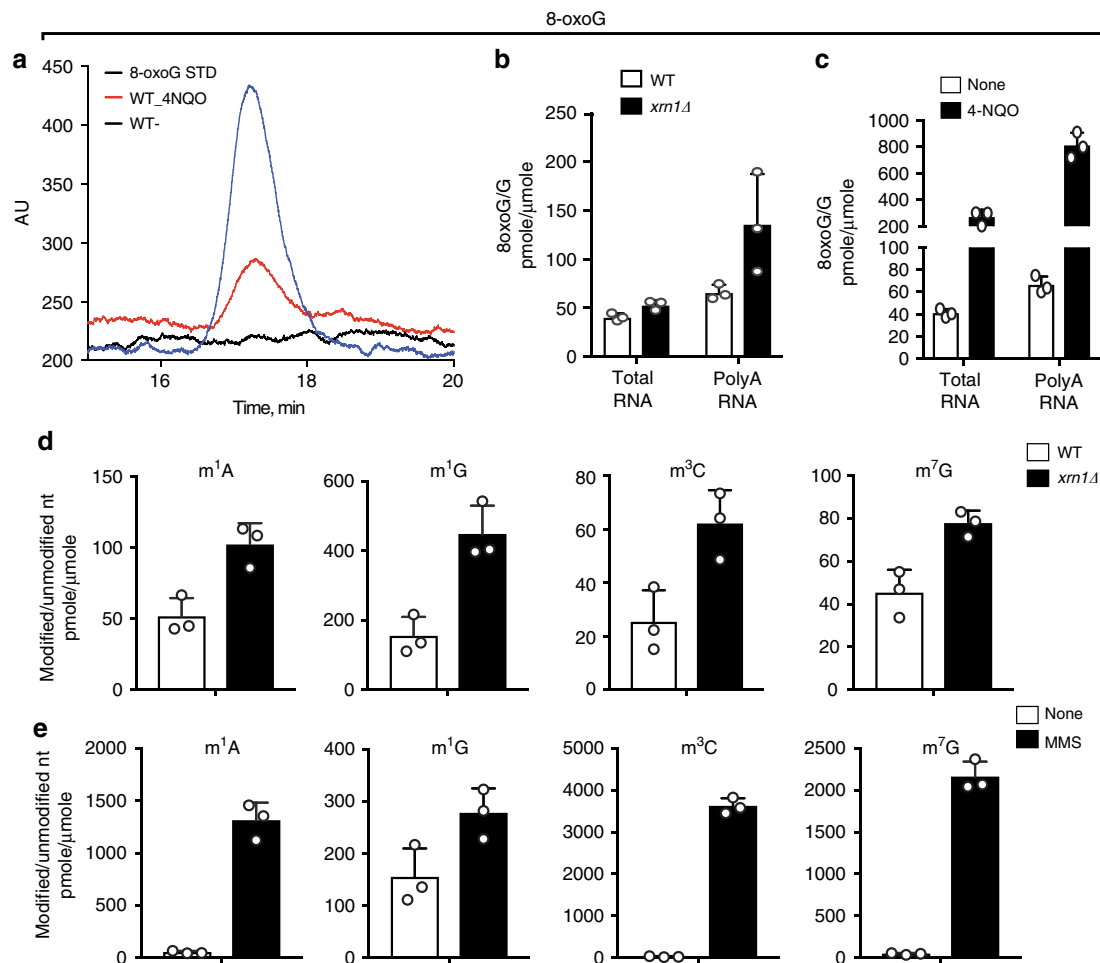 8-oxoG
a
450
400
350
300
250
200
AU
16
18
20
Time, min
8-oxoG STD
WT_4NQO
WT-
b
WT
xrn1Δ
250
200
150
100
50
0
8oxoG/G
pmole/μmole
Total
RNA
PolyA
RNA
c
None
4-NQO
1000
800
600
400
200
100
80
60
40
20
0
8oxoG/G
pmole/μmole
Total
RNA
PolyA
RNA
d
WT
xrn1Δ
Modified/unmodified nt
pmole/μmole
m¹A
150
100
50
0
m¹G
600
400
200
0
m³C
80
60
40
20
0
m⁷G
100
80
60
40
20
0
e
None
MMS
Modified/unmodified nt
pmole/μmole
m¹A
2000
1500
1000
500
0
m¹G
400
300
200
100
0
m³C
5000
4000
3000
2000
1000
0
m⁷G
2500
2000
1500
1000
500
0